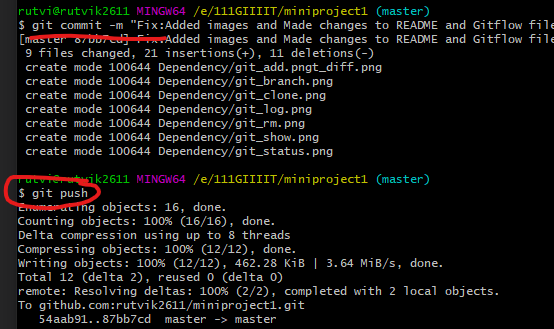 rutvi@rutvik2611 MINGW64 /e/111GIIIIT/miniproject1 (master)
$ git commit -m "Fix:Added images and Made changes to README and Gitflow file
[master 87bb7cd] Fix:Added images and Made changes to README and Gitflow file
9 files changed, 21 insertions(+), 11 deletions(-)
create mode 100644 Dependency/git_add.pngt_diff.png
create mode 100644 Dependency/git_branch.png
create mode 100644 Dependency/git_clone.png
create mode 100644 Dependency/git_log.png
create mode 100644 Dependency/git_rm.png
create mode 100644 Dependency/git_show.png
create mode 100644 Dependency/git_status.png
rutvi@rutvik2611 MINGW64 /e/111GIIIIT/miniproject1 (master)
$ git push
Enumerating objects: 16, done.
Counting objects: 100% (16/16), done.
Delta compression using up to 8 threads
Compressing objects: 100% (12/12), done.
Writing objects: 100% (12/12), 462.28 KiB | 3.64 MiB/s, done.
Total 12 (delta 2), reused 0 (delta 0)
remote: Resolving deltas: 100% (2/2), completed with 2 local objects.
To github.com:rutvik2611/miniproject1.git
54aab91..87bb7cd master -> master